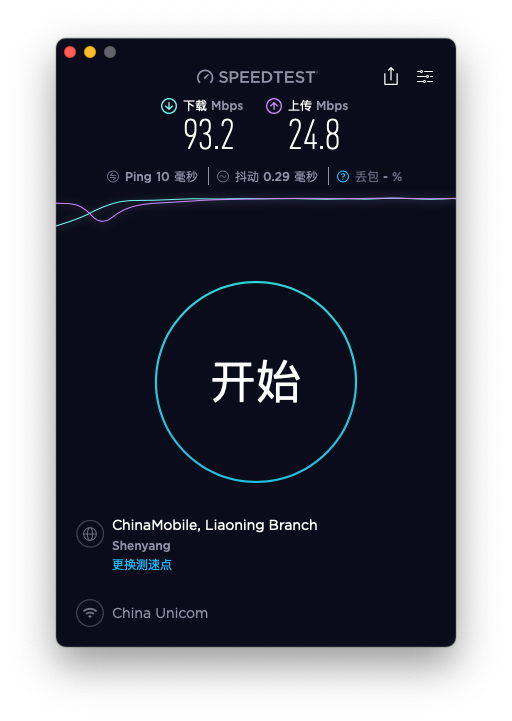 SPEEDTEST
下载 Mbps 上传 Mbps
93.2 24.8
Ping 10 毫秒 抖动 0.29 毫秒 ? 丢包 - %
开始
ChinaMobile, Liaoning Branch
Shenyang
更换测速点
China Unicom